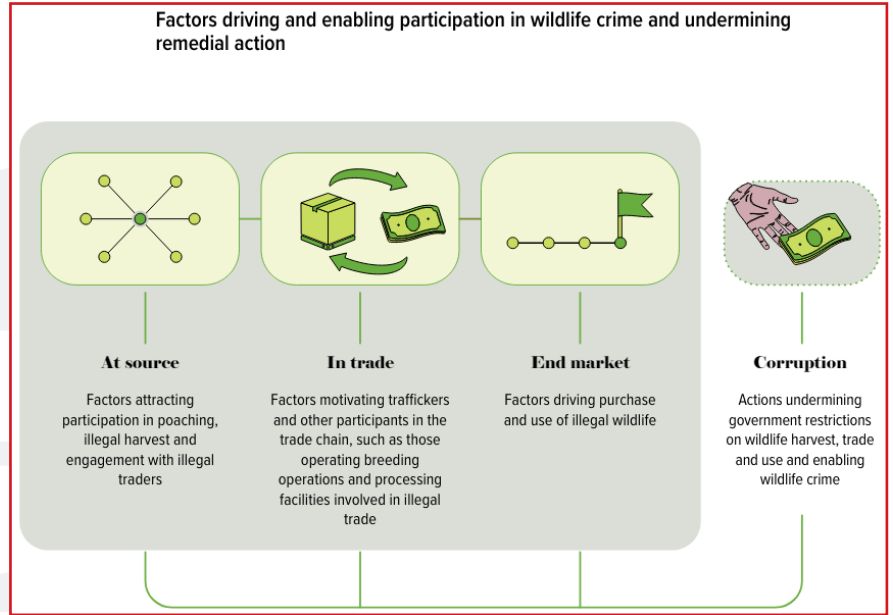 Factors driving and enabling participation in wildlife crime and undermining
remedial action
At source
Factors attracting
participation in poaching,
illegal harvest and
engagement with illegal
traders
In trade
Factors motivating traffickers
and other participants in the
trade chain, such as those
operating breeding
operations and processing
facilities involved in illegal
trade
End market
Factors driving purchase
and use of illegal wildlife
Corruption
Actions undermining
government restrictions
on wildlife harvest, trade
and use and enabling
wildlife crime